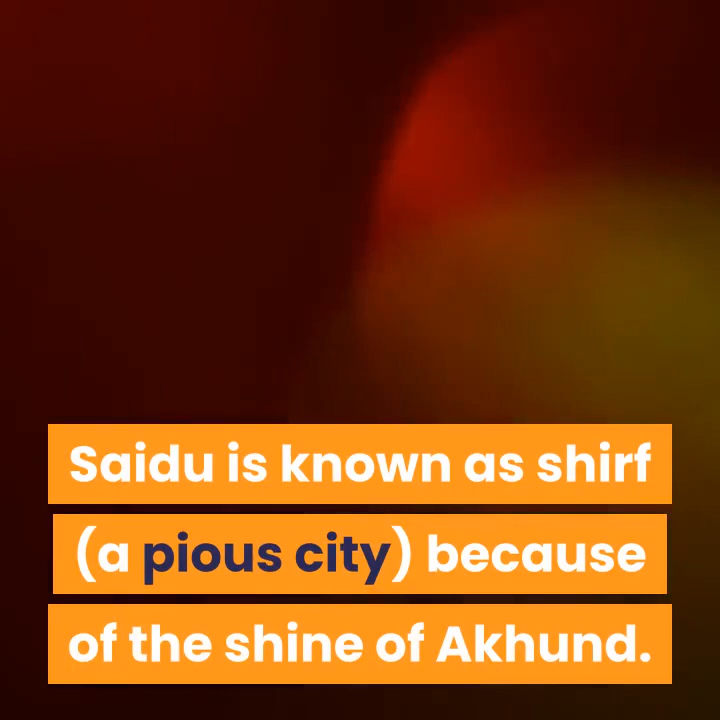 Saidu is known as shirf
(a pious city) because
of the shine of Akhund.